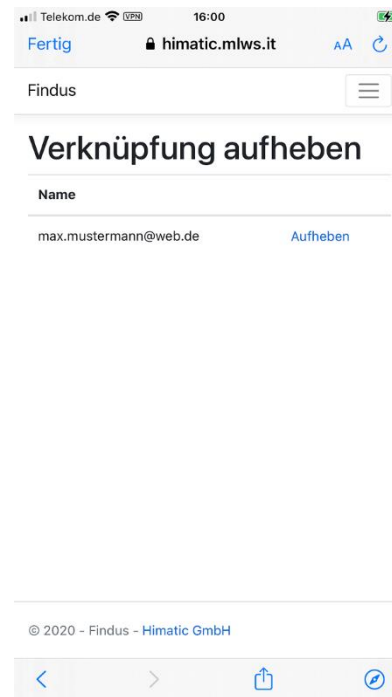 Telekom.de VPN 16:00
Fertig himatic.mlws.it AA
Findus
Verknüpfung aufheben
Name
max.mustermann@web.de Aufheben
© 2020 - Findus - Himatic GmbH